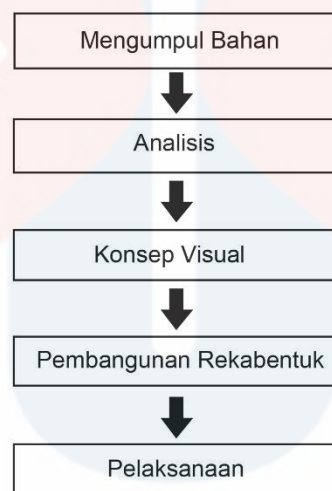 Mengumpul Bahan
Analisis
Konsep Visual
Pembangunan Rekabentuk
Pelaksanaan